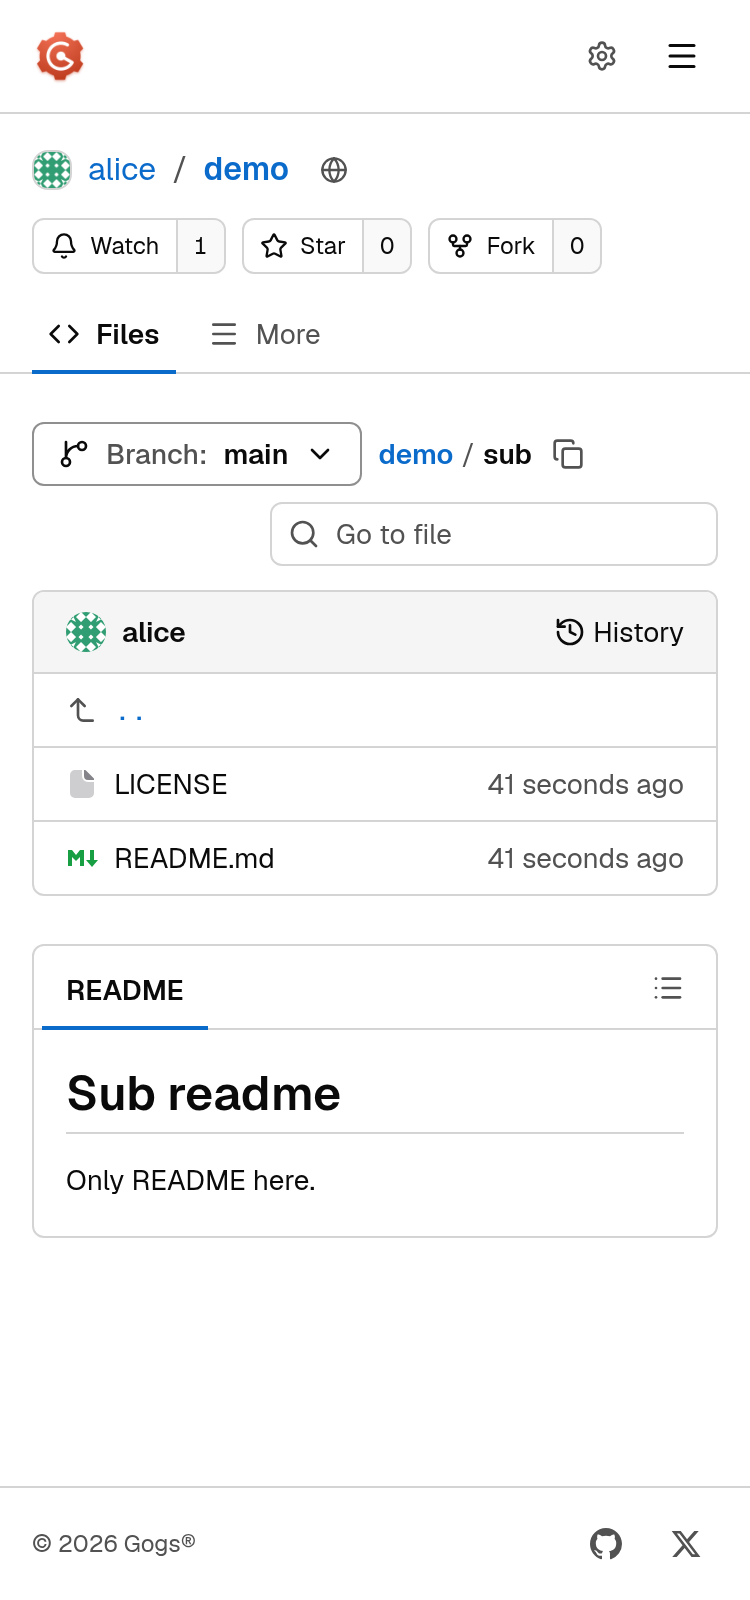 alice / demo
Watch 1 Star 0 Fork 0
Files More
Branch: main demo / sub
Go to file
alice History
..
LICENSE 41 seconds ago
M README.md 41 seconds ago
README
Sub readme
Only README here.
© 2026 Gogs®